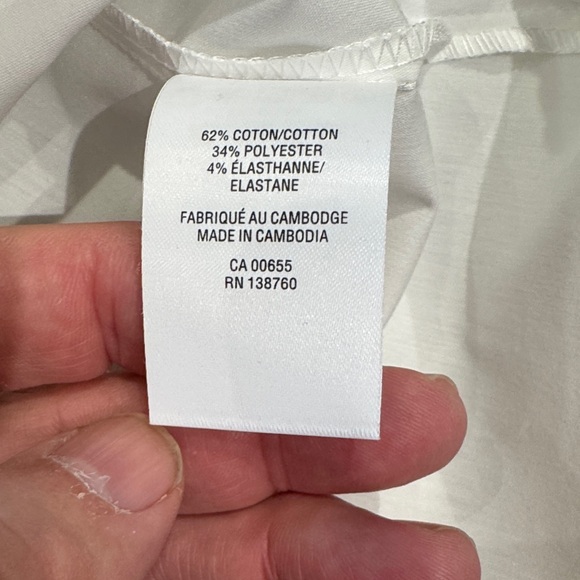 62% COTON/COTTON
34% POLYESTER
4% ÉLASTHANNE/
ELASTANE
FABRIQUÉ AU CAMBODGE
MADE IN CAMBODIA
CA 00655
RN 138760